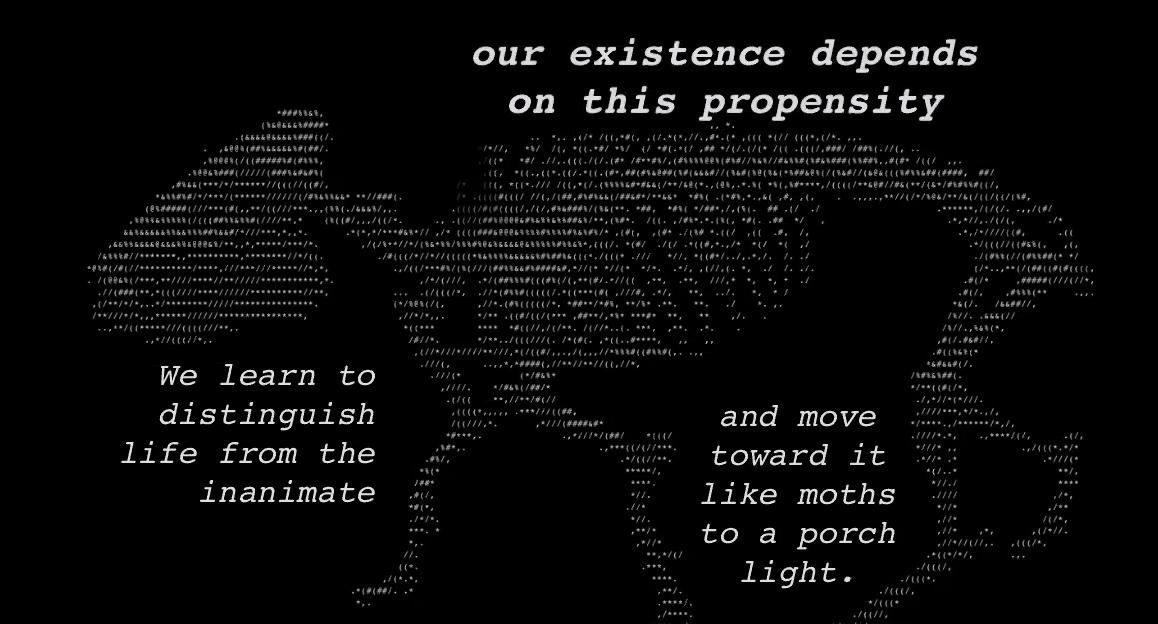 our existence depends
on this propensity
We learn to
distinguish
life from the
inanimate
and move
toward it
like moths
to a porch
light.